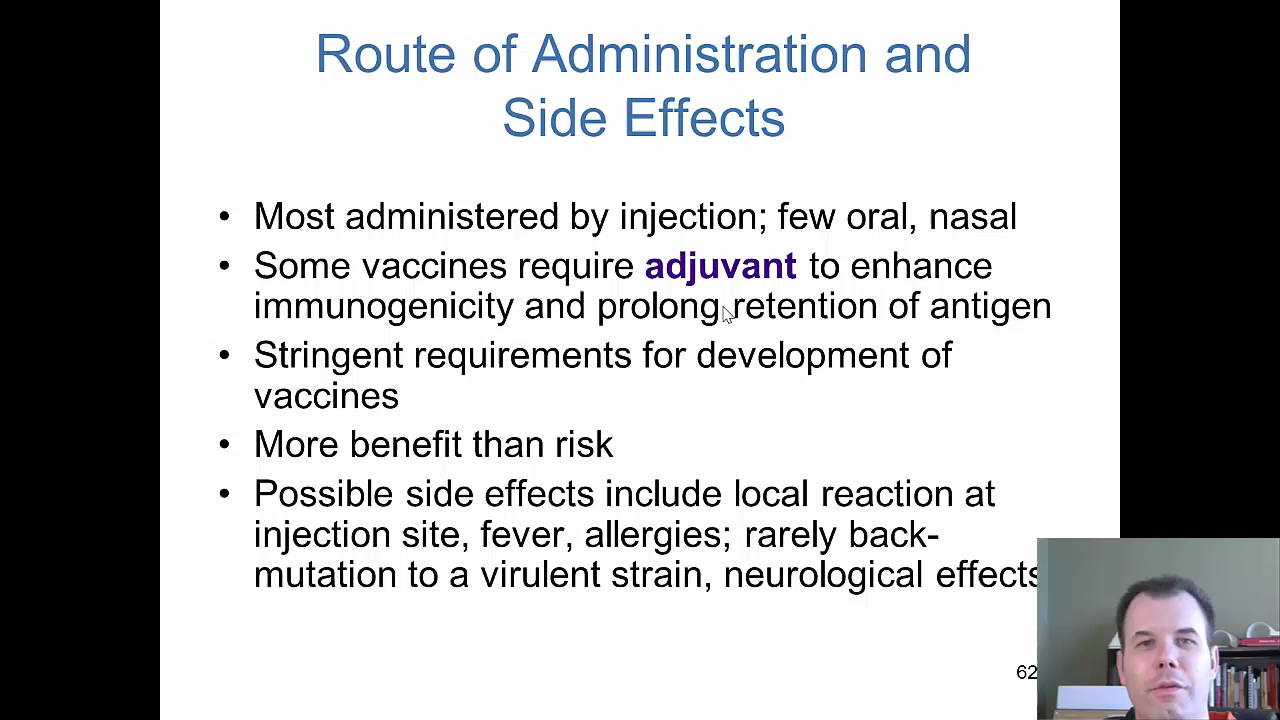 Route of Administration and
Side Effects
• Most administered by injection; few oral, nasal
• Some vaccines require adjuvant to enhance
immunogenicity and prolong retention of antigen
• Stringent requirements for development of
vaccines
• More benefit than risk
• Possible side effects include local reaction at
injection site, fever, allergies; rarely back-
mutation to a virulent strain, neurological effects
62